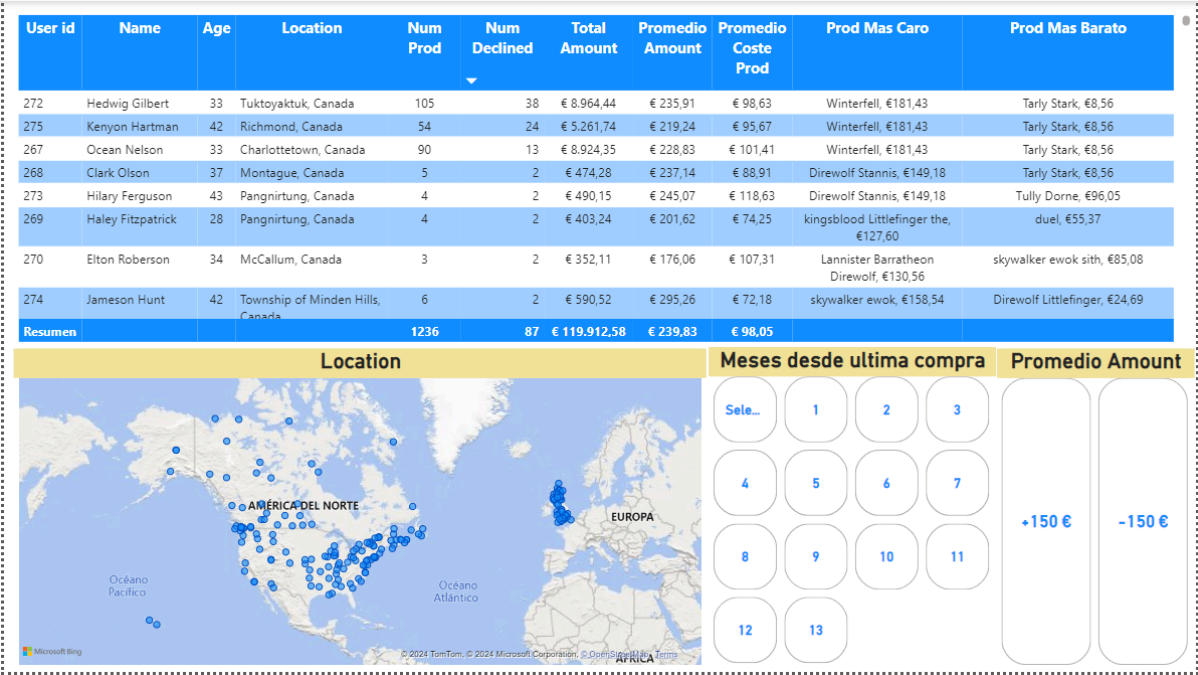 User id Name Age Location Num Prod Num Declined Total Amount Promedio Amount Promedio Coste Prod Prod Mas Caro Prod Mas Barato
272 Hedwig Gilbert 33 Tuktoyaktuk, Canada 105 38 € 8.964,44 € 235,91 € 98,63 Winterfell, €181,43 Tarly Stark, €8,56
275 Kenyon Hartman 42 Richmond, Canada 54 24 € 5.261,74 € 219,24 € 95,67 Winterfell, €181,43 Tarly Stark, €8,56
267 Ocean Nelson 33 Charlottetown, Canada 90 13 € 8.924,35 € 228,83 € 101,41 Winterfell, €181,43 Tarly Stark, €8,56
268 Clark Olson 37 Montague, Canada 5 2 € 474,28 € 237,14 € 88,91 Direwolf Stannis, €149,18 Tarly Stark, €8,56
273 Hilary Ferguson 43 Pangnirtung, Canada 4 2 € 490,15 € 245,07 € 118,63 Direwolf Stannis, €149,18 Tully Dorne, €96,05
269 Haley Fitzpatrick 28 Pangnirtung, Canada 4 2 € 403,24 € 201,62 € 74,25 kingsblood Littlefinger the, €127,60 duel, €55,37
270 Elton Roberson 34 McCallum, Canada 3 2 € 352,11 € 176,06 € 107,31 Lannister Barratheon Direwolf, €130,56 skywalker ewok sith, €85,08
274 Jameson Hunt 42 Township of Minden Hills, Canada 6 2 € 590,52 € 295,26 € 72,18 skywalker ewok, €158,54 Direwolf Littlefinger, €24,69
Resumen 1236 87 € 119.912,58 € 239,83 € 98,05
Location
AMÉRICA DEL NORTE
EUROPA
Océano
Pacífico
Océano
Atlántico
ÁFRICA
Microsoft Bing
© 2024 TomTom, © 2024 Microsoft Corporation, © OpenStreetMap Terms
Meses desde ultima compra
Sele... 1 2 3
4 5 6 7
8 9 10 11
12 13
Promedio Amount
+150 € -150 €